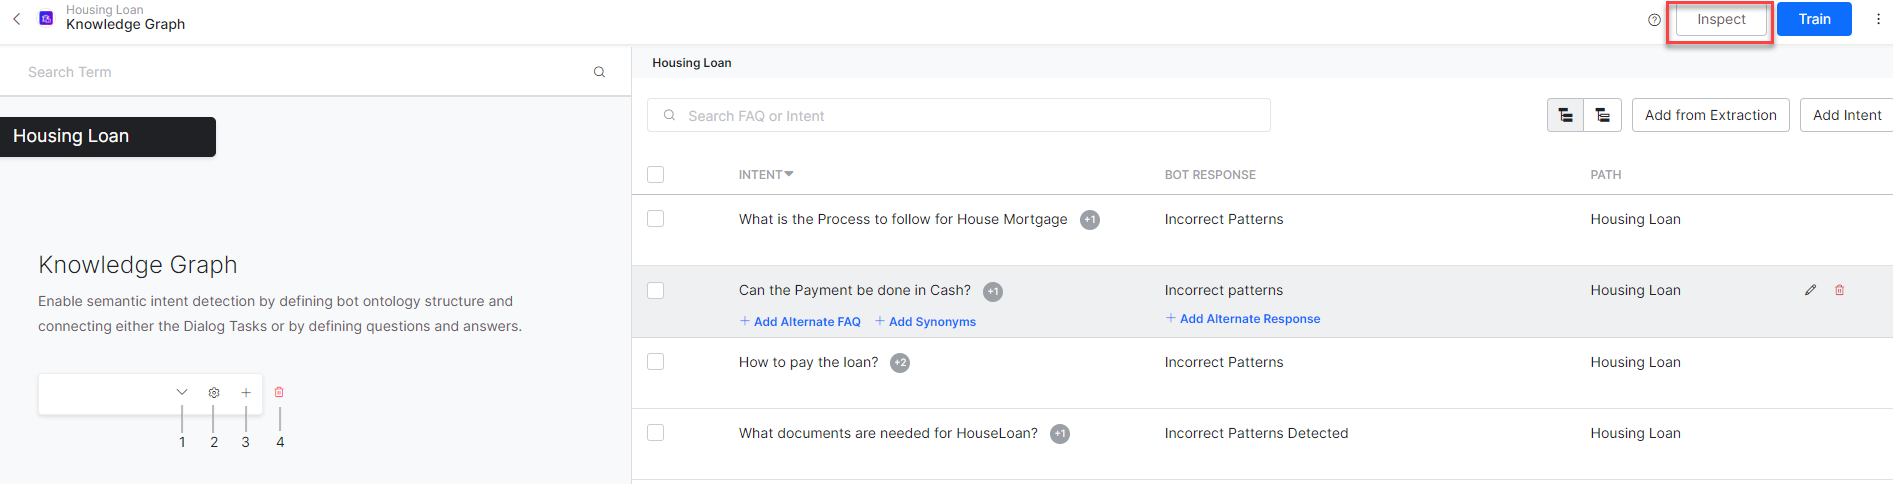 Housing Loan
Knowledge Graph
Inspect
Train
Search Term
Housing Loan
Housing Loan
Search FAQ or Intent
Add from Extraction
Add Intent
INTENT
BOT RESPONSE
PATH
What is the Process to follow for House Mortgage +1
Incorrect Patterns
Housing Loan
Can the Payment be done in Cash? +1
Incorrect patterns
Housing Loan
+ Add Alternate FAQ + Add Synonyms
+ Add Alternate Response
How to pay the loan? +2
Incorrect Patterns
Housing Loan
What documents are needed for HouseLoan? +1
Incorrect Patterns Detected
Housing Loan
Knowledge Graph
Enable semantic intent detection by defining bot ontology structure and
connecting either the Dialog Tasks or by defining questions and answers.
1 2 3 4